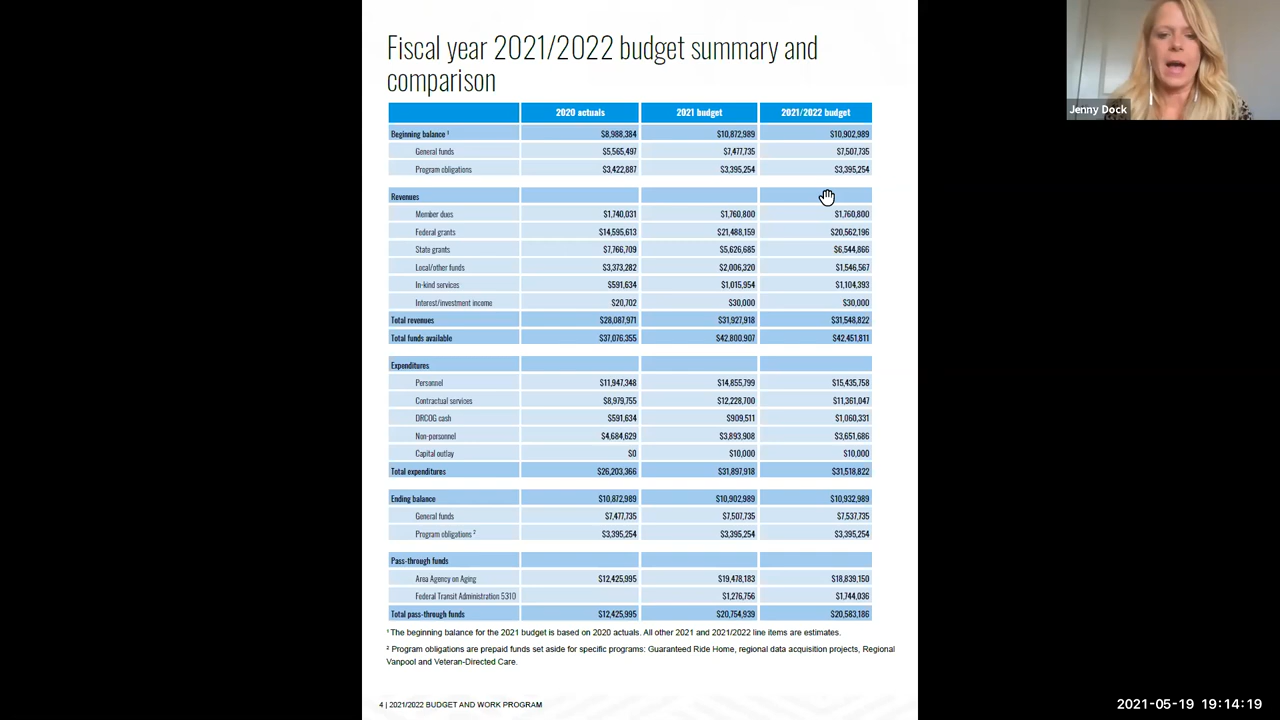 Fiscal year 2021/2022 budget summary and
comparison
2020 actuals 2021 budget 2021/2022 budget
Beginning balance ¹ $8,988,384 $10,872,989 $10,902,989
General funds $5,565,497 $7,477,735 $7,507,735
Program obligations $3,422,887 $3,395,254 $3,395,254
Revenues
Member dues $1,740,031 $1,760,800 $1,760,800
Federal grants $14,595,613 $21,488,159 $20,562,196
State grants $7,766,709 $5,626,685 $6,544,866
Local/other funds $3,373,282 $2,006,320 $1,546,567
In-kind services $591,634 $1,015,954 $1,104,393
Interest/investment income $20,702 $30,000 $30,000
Total revenues $28,087,971 $31,927,918 $31,548,822
Total funds available $37,076,355 $42,800,907 $42,451,811
Expenditures
Personnel $11,947,348 $14,855,799 $15,435,758
Contractual services $8,979,755 $12,228,700 $11,361,047
DRCOG cash $591,634 $909,511 $1,060,331
Non-personnel $4,684,629 $3,893,908 $3,651,686
Capital outlay $0 $10,000 $10,000
Total expenditures $26,203,366 $31,897,918 $31,518,822
Ending balance $10,872,989 $10,902,989 $10,932,989
General funds $7,477,735 $7,507,735 $7,537,735
Program obligations ² $3,395,254 $3,395,254 $3,395,254
Pass-through funds
Area Agency on Aging $12,425,995 $19,478,183 $18,839,150
Federal Transit Administration 5310 $1,276,756 $1,744,036
Total pass-through funds $12,425,995 $20,754,939 $20,583,186
¹ The beginning balance for the 2021 budget is based on 2020 actuals. All other 2021 and 2021/2022 line items are estimates.
² Program obligations are prepaid funds set aside for specific programs: Guaranteed Ride Home, regional data acquisition projects, Regional
Vanpool and Veteran-Directed Care.
4 | 2021/2022 BUDGET AND WORK PROGRAM
Jenny Dock
2021-05-19 19:14:19